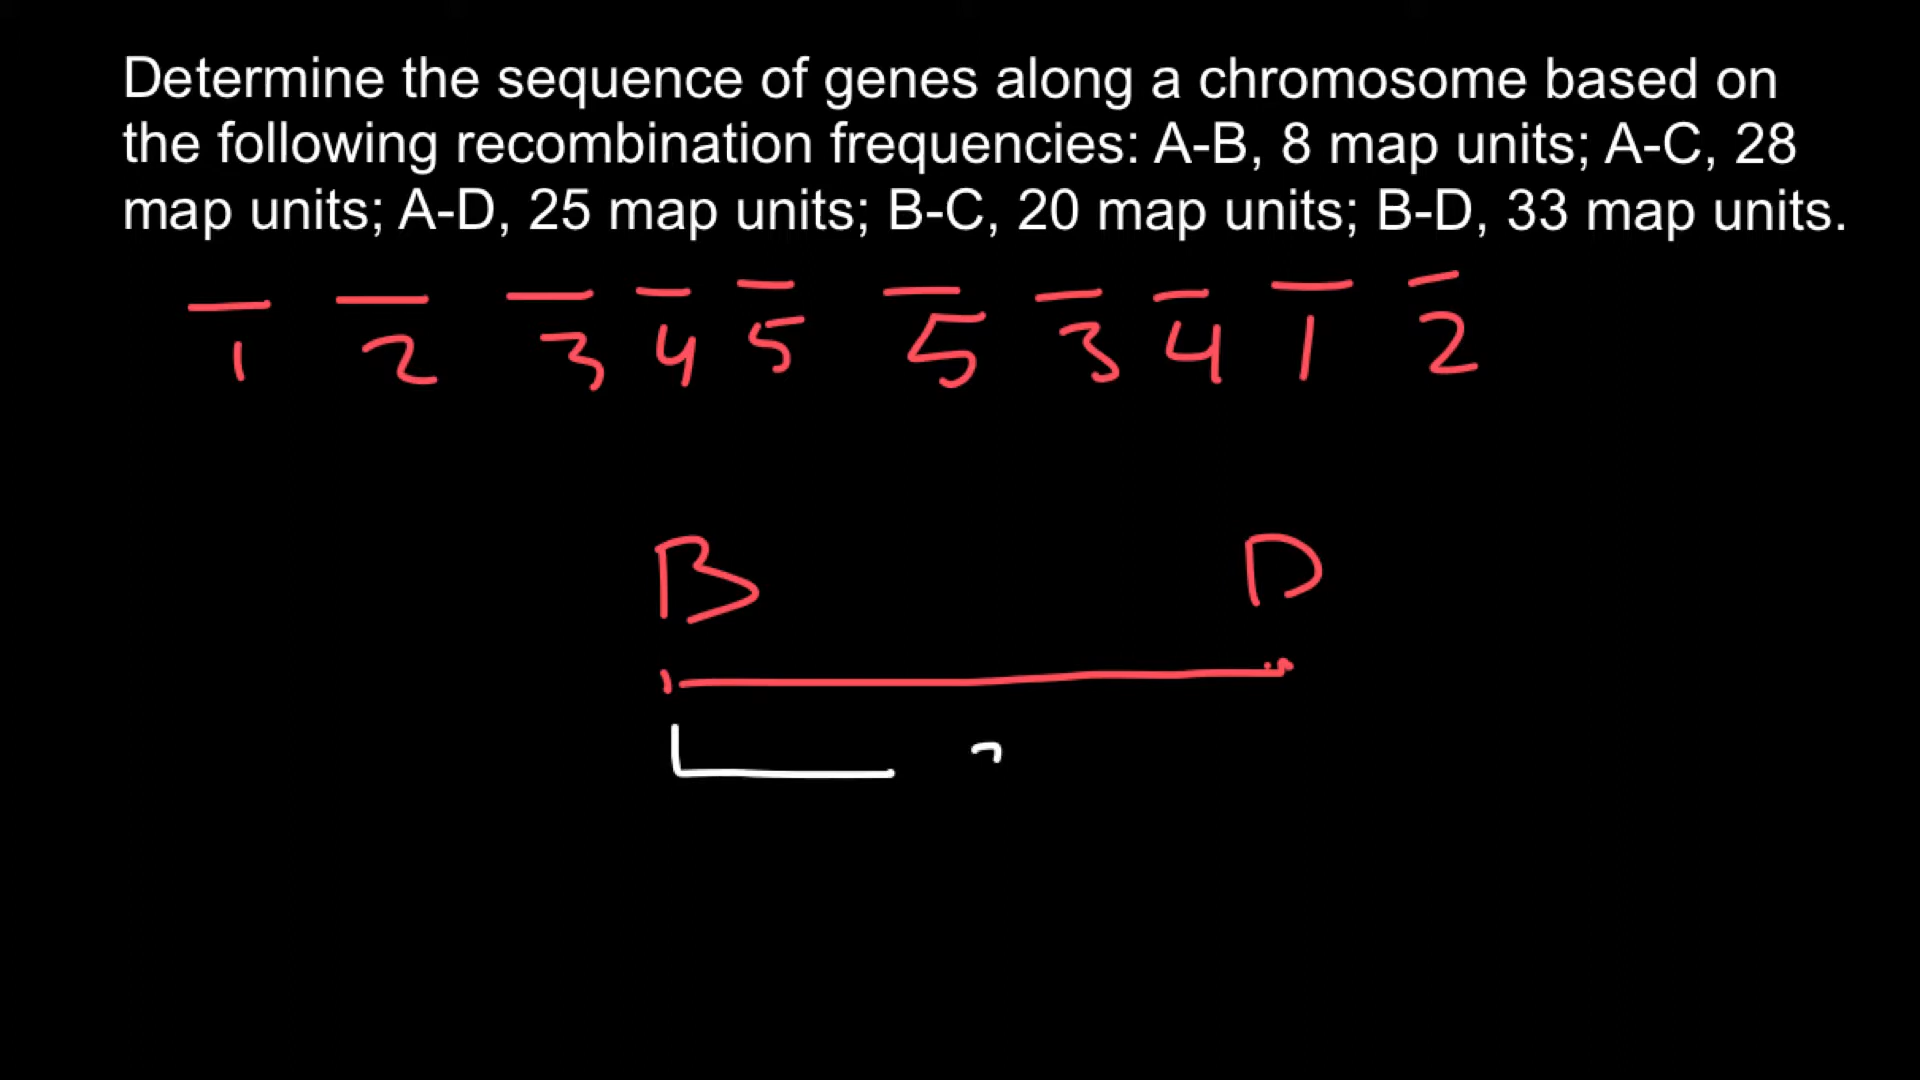 Determine the sequence of genes along a chromosome based on
the following recombination frequencies: A-B, 8 map units; A-C, 28
map units; A-D, 25 map units; B-C, 20 map units; B-D, 33 map units.
1 2 3 4 5 5 3 4 1 2
B D